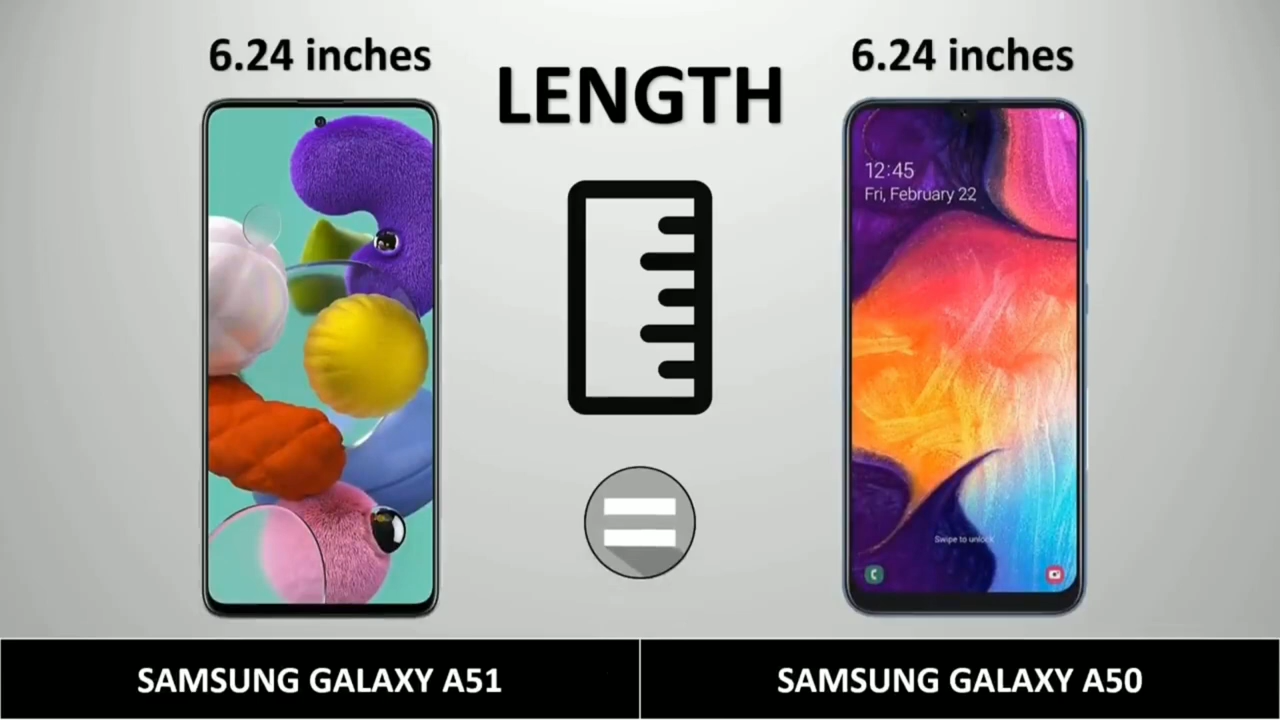 6.24 inches
LENGTH
6.24 inches
12:45
Fri, February 22
Swipe to unlock
SAMSUNG GALAXY A51
SAMSUNG GALAXY A50